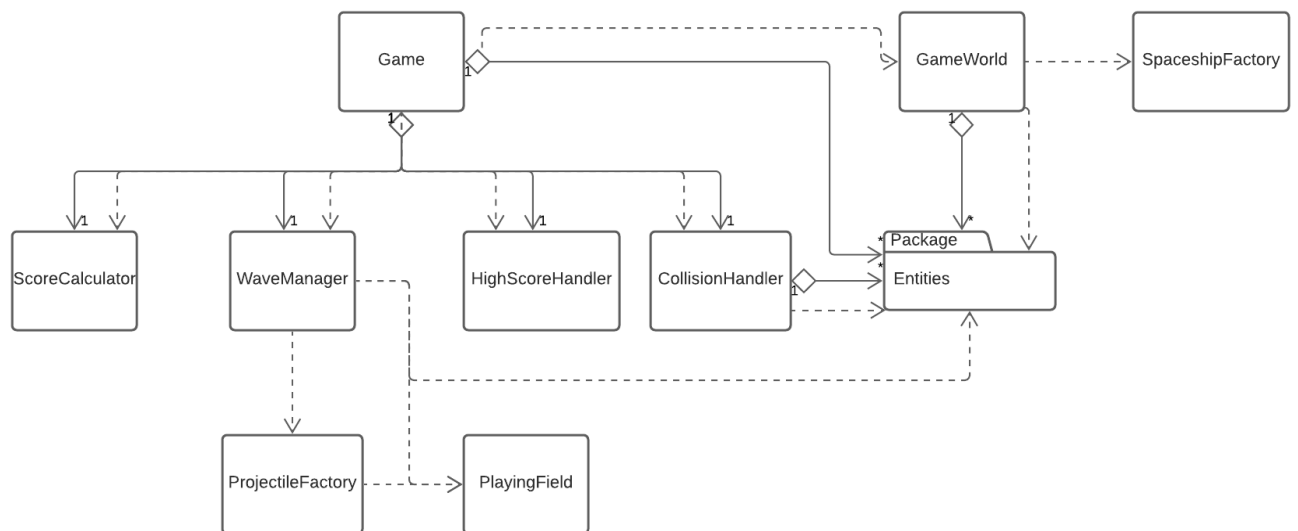 Game
GameWorld
SpaceshipFactory
1
1
1
1
1
1
1
*
*
Package
ScoreCalculator
WaveManager
HighScoreHandler
CollisionHandler
*
Entities
1
ProjectileFactory
PlayingField